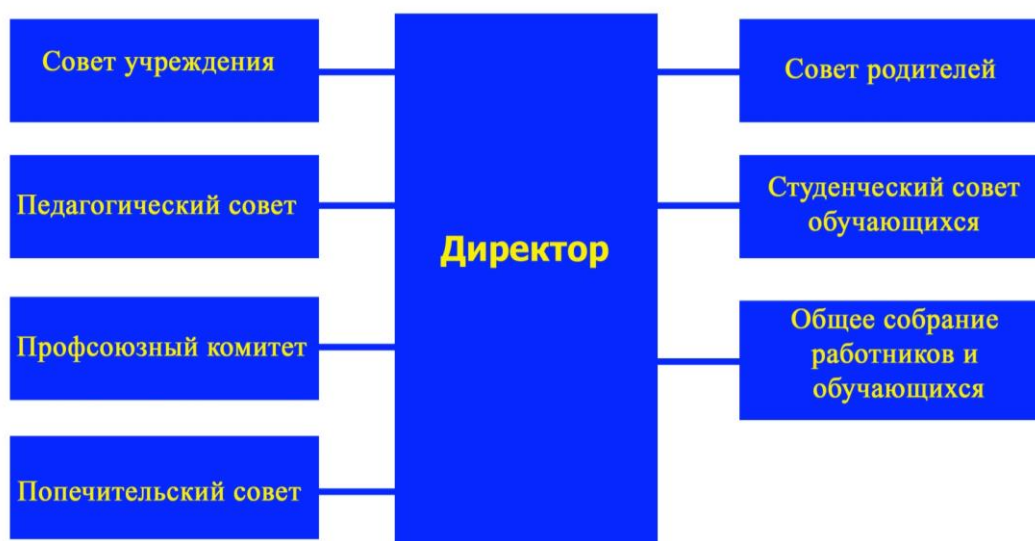 Совет учреждения
Педагогический совет
Профсоюзный комитет
Попечительский совет
Директор
Совет родителей
Студенческий совет
обучающихся
Общее собрание
работников и
обучающихся